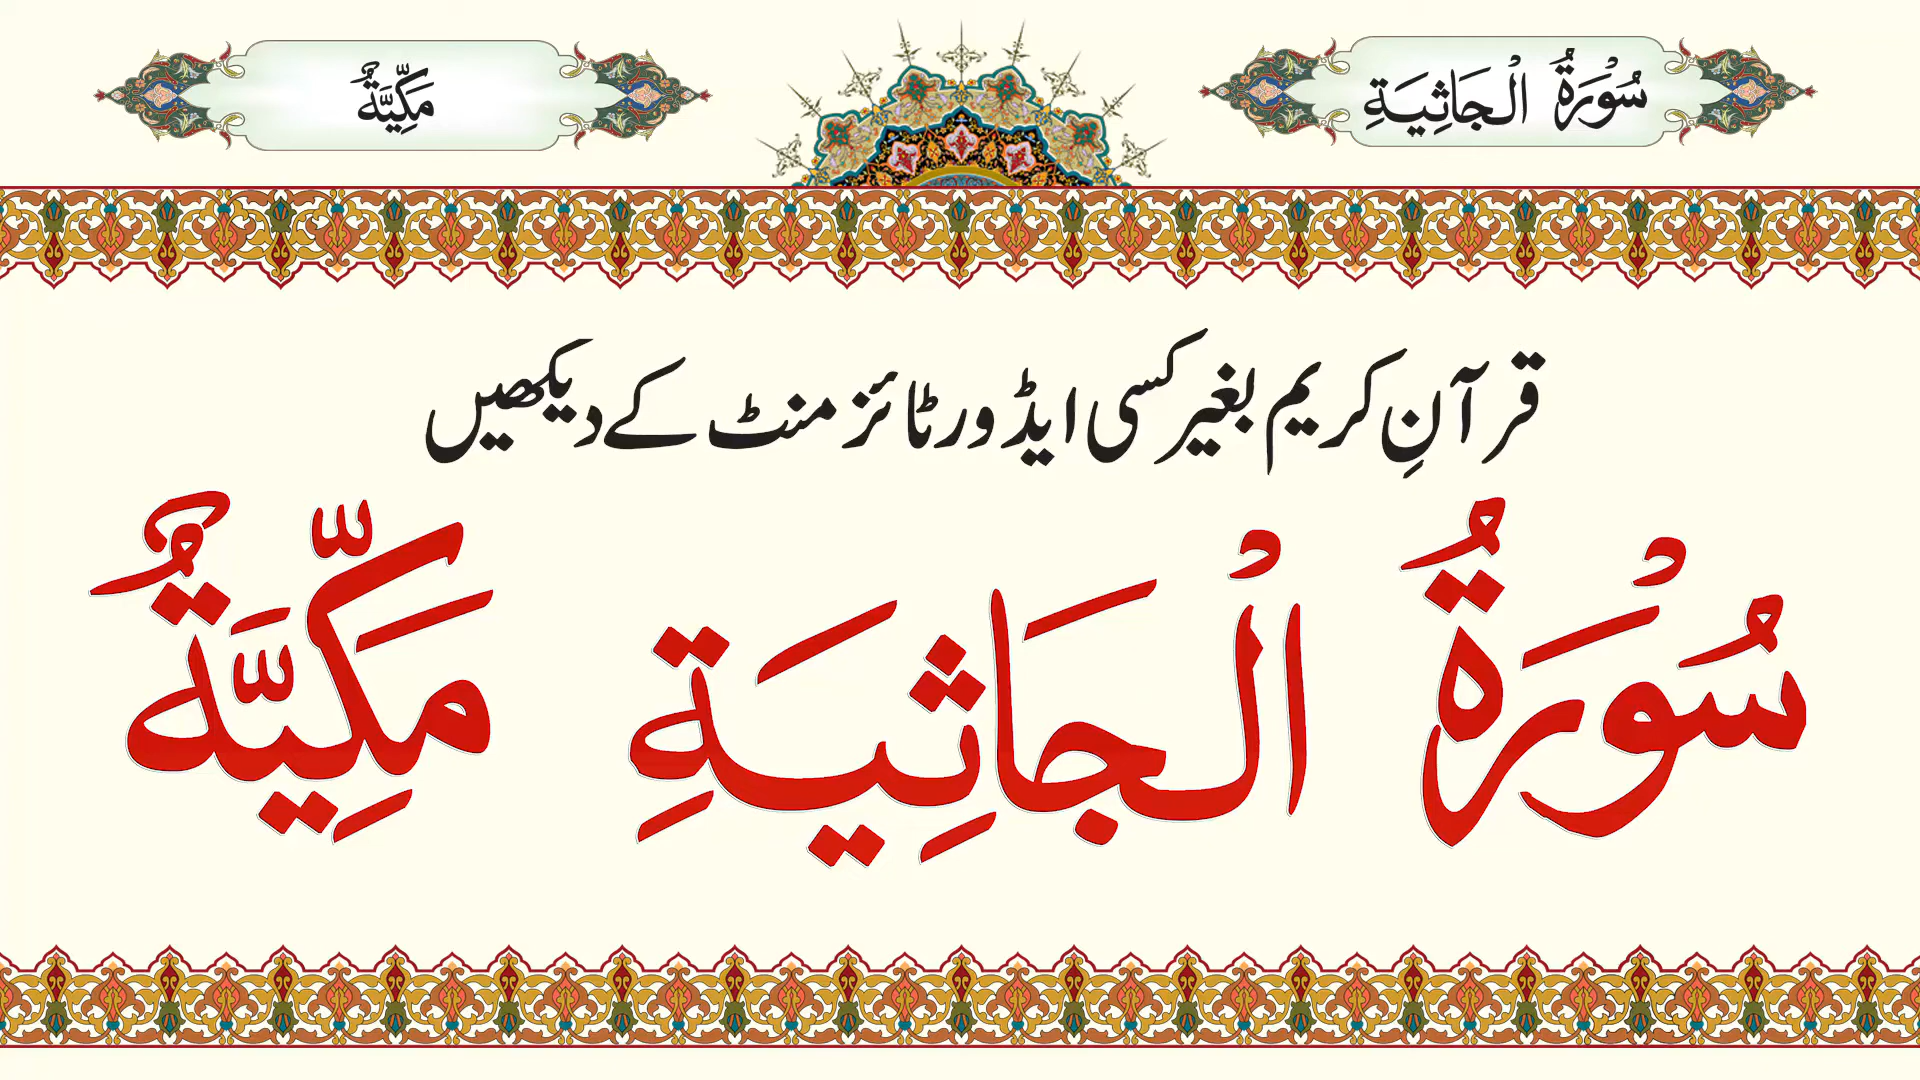 سُوْرَةُ الْجَاثِيَةِ
مَكِّيَّةٌ
قرآنِ کریم بغیر کسی ایڈورٹائزمنٹ کے دیکھیں
سُوْرَةُ الْجَاثِيَةِ مَكِّيَّةٌ